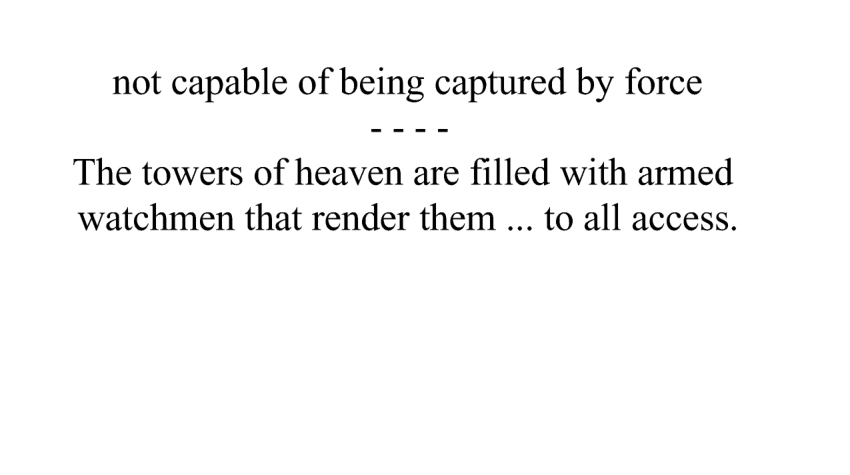 not capable of being captured by force
- - - -
The towers of heaven are filled with armed
watchmen that render them ... to all access.